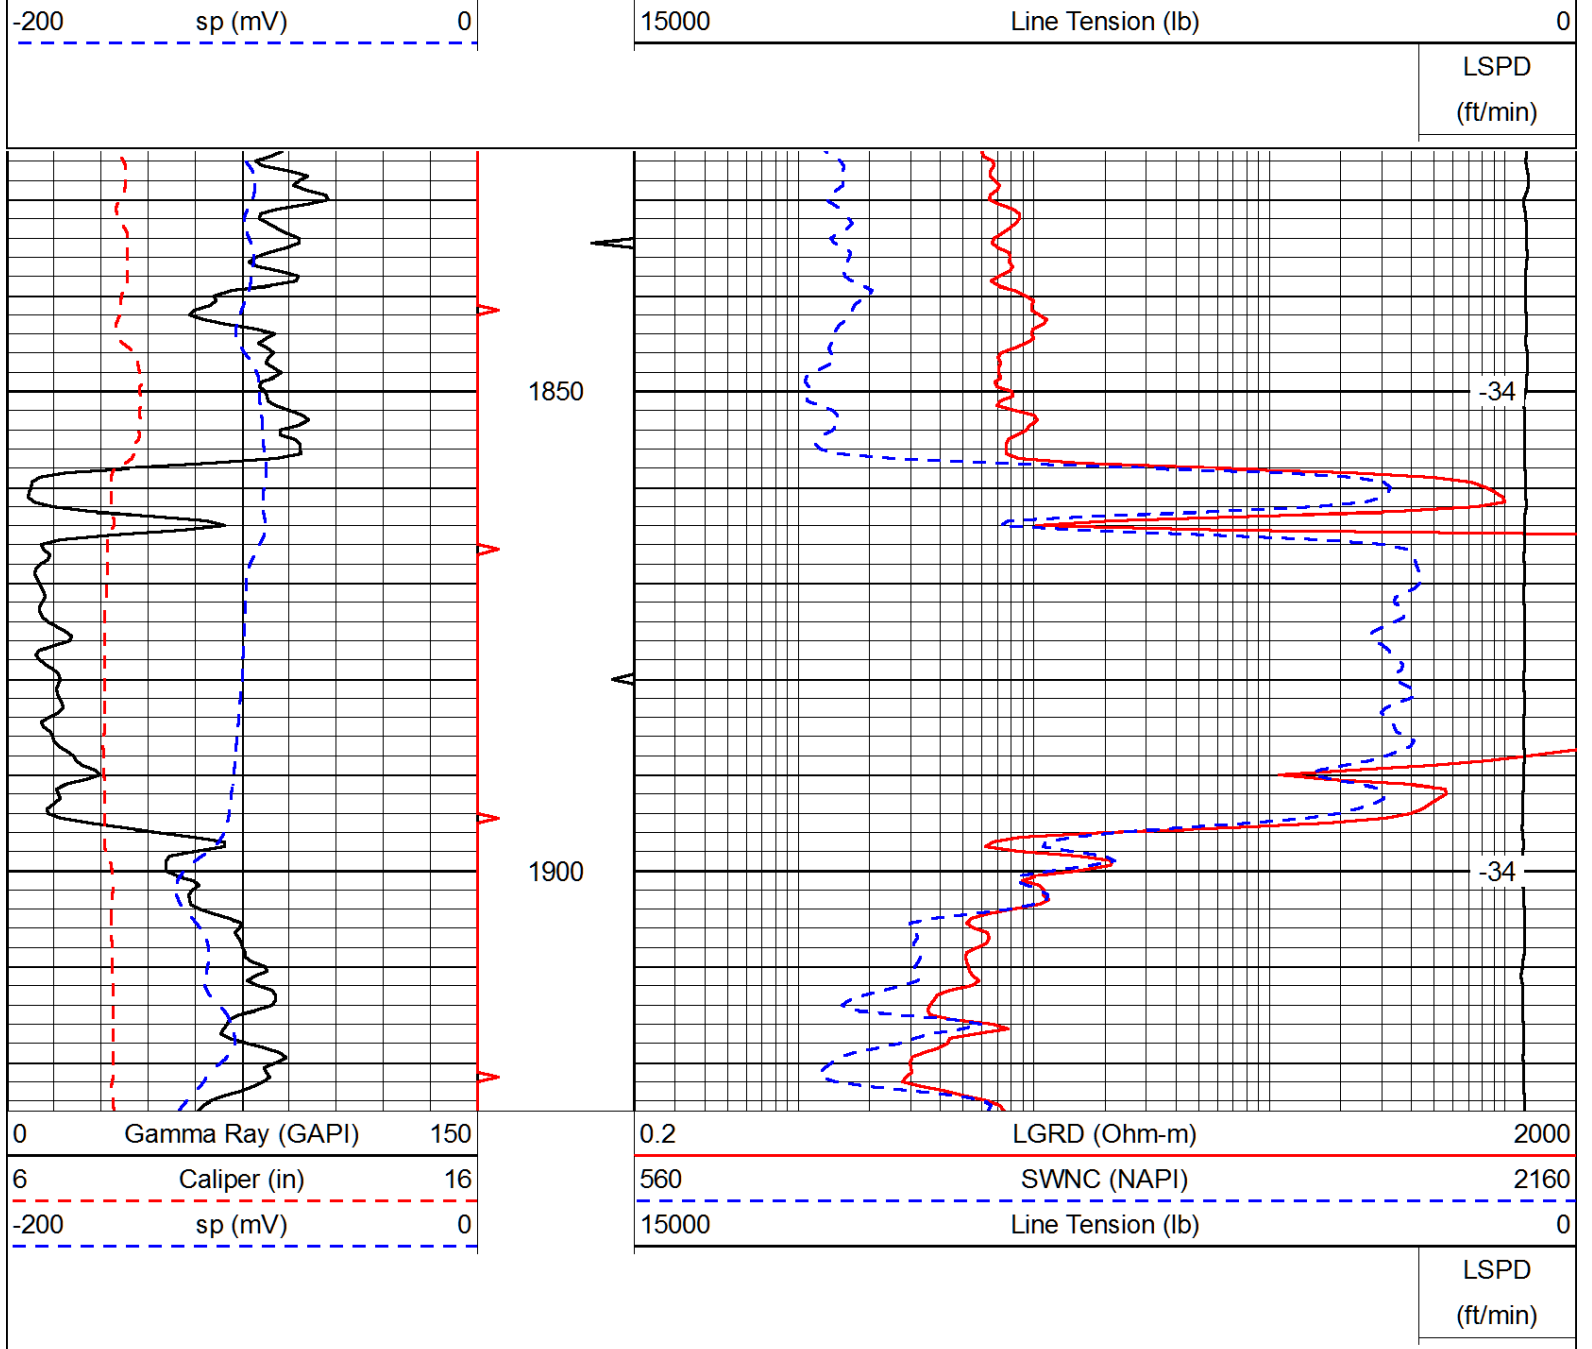 -200 sp (mV) 0 15000 Line Tension (lb) 0
LSPD
(ft/min)
1850 -34
1900 -34
0 Gamma Ray (GAPI) 150 0.2 LGRD (Ohm-m) 2000
6 Caliper (in) 16 560 SWNC (NAPI) 2160
-200 sp (mV) 0 15000 Line Tension (lb) 0
LSPD
(ft/min)